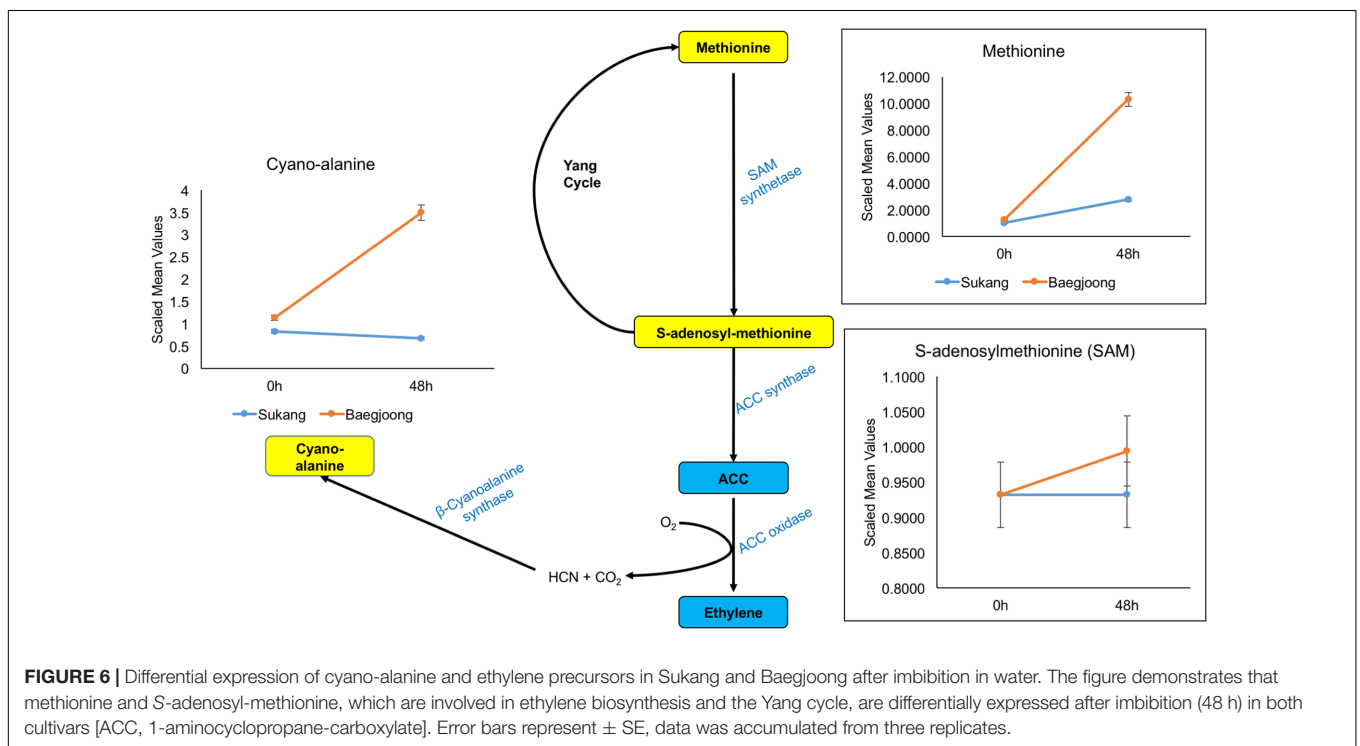 Methionine
Yang
Cycle
SAM
synthetase
S-adenosyl-methionine
ACC synthase
ACC
O2
ACC oxidase
HCN + CO2
Ethylene
β-Cyanoalanine
synthase
Cyano-
alanine
Cyano-alanine
Scaled Mean Values
4
3.5
3
2.5
2
1.5
1
0.5
0
0h 48h
Sukang Baegjoong
Methionine
Scaled Mean Values
12.0000
10.0000
8.0000
6.0000
4.0000
2.0000
0.0000
0h 48h
Sukang Baegjoong
S-adenosylmethionine (SAM)
Scaled Mean Values
1.1000
1.0500
1.0000
0.9500
0.9000
0.8500
0.8000
0h 48h
Sukang Baegjoong
FIGURE 6 | Differential expression of cyano-alanine and ethylene precursors in Sukang and Baegjoong after imbibition in water. The figure demonstrates that
methionine and S-adenosyl-methionine, which are involved in ethylene biosynthesis and the Yang cycle, are differentially expressed after imbibition (48 h) in both
cultivars [ACC, 1-aminocyclopropane-carboxylate]. Error bars represent ± SE, data was accumulated from three replicates.